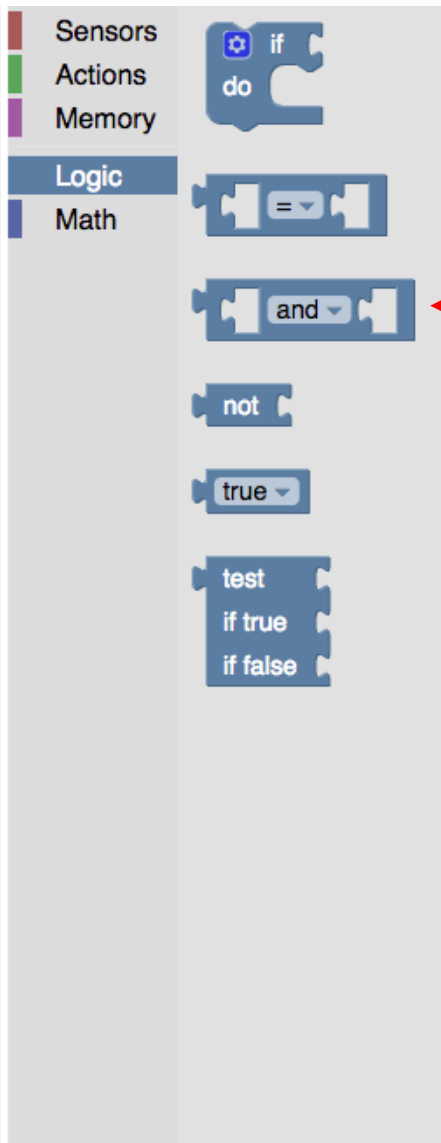 Sensors
Actions
Memory
Logic
Math
if
do
=
and
not
true
test
if true
if false